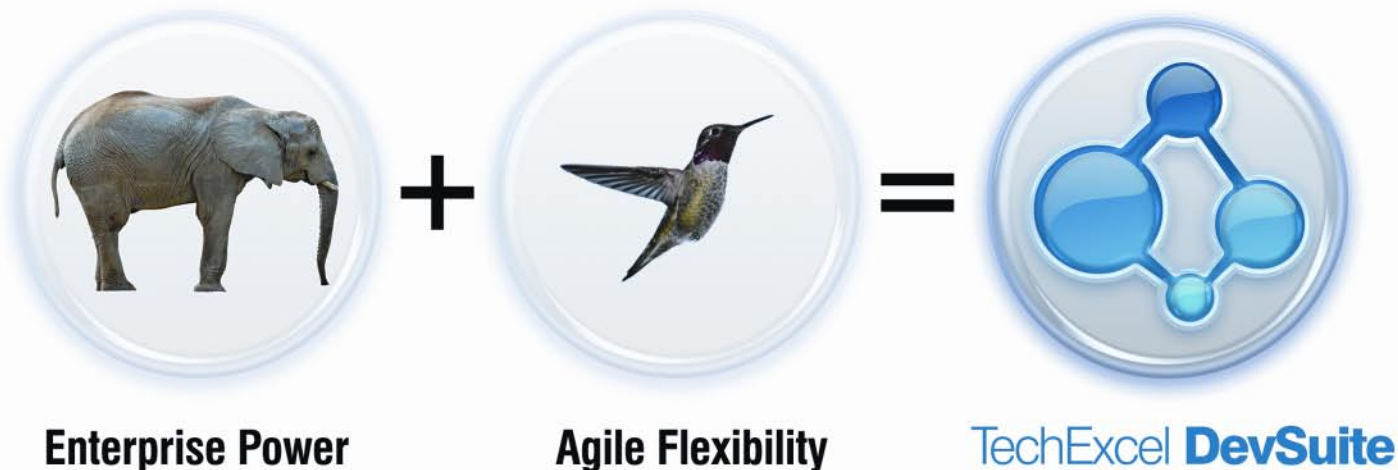 +
=
Enterprise Power
Agile Flexibility
TechExcel DevSuite